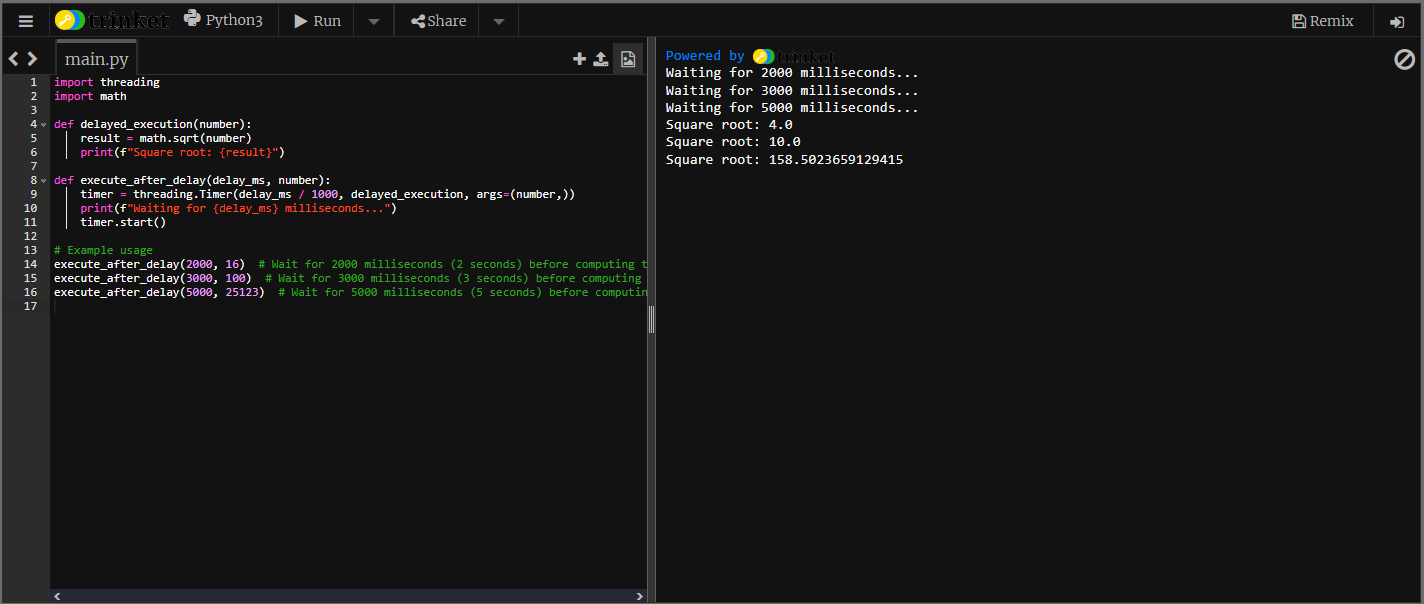 trinket Python3 Run Share Remix
main.py
1 import threading
2 import math
3
4 def delayed_execution(number):
5 result = math.sqrt(number)
6 print(f"Square root: {result}")
7
8 def execute_after_delay(delay_ms, number):
9 timer = threading.Timer(delay_ms / 1000, delayed_execution, args=(number,))
10 print(f"Waiting for {delay_ms} milliseconds...")
11 timer.start()
12
13 # Example usage
14 execute_after_delay(2000, 16)  # Wait for 2000 milliseconds (2 seconds) before computing t
15 execute_after_delay(3000, 100)  # Wait for 3000 milliseconds (3 seconds) before computing
16 execute_after_delay(5000, 25123)  # Wait for 5000 milliseconds (5 seconds) before computin
17
Powered by trinket
Waiting for 2000 milliseconds...
Waiting for 3000 milliseconds...
Waiting for 5000 milliseconds...
Square root: 4.0
Square root: 10.0
Square root: 158.5023659129415